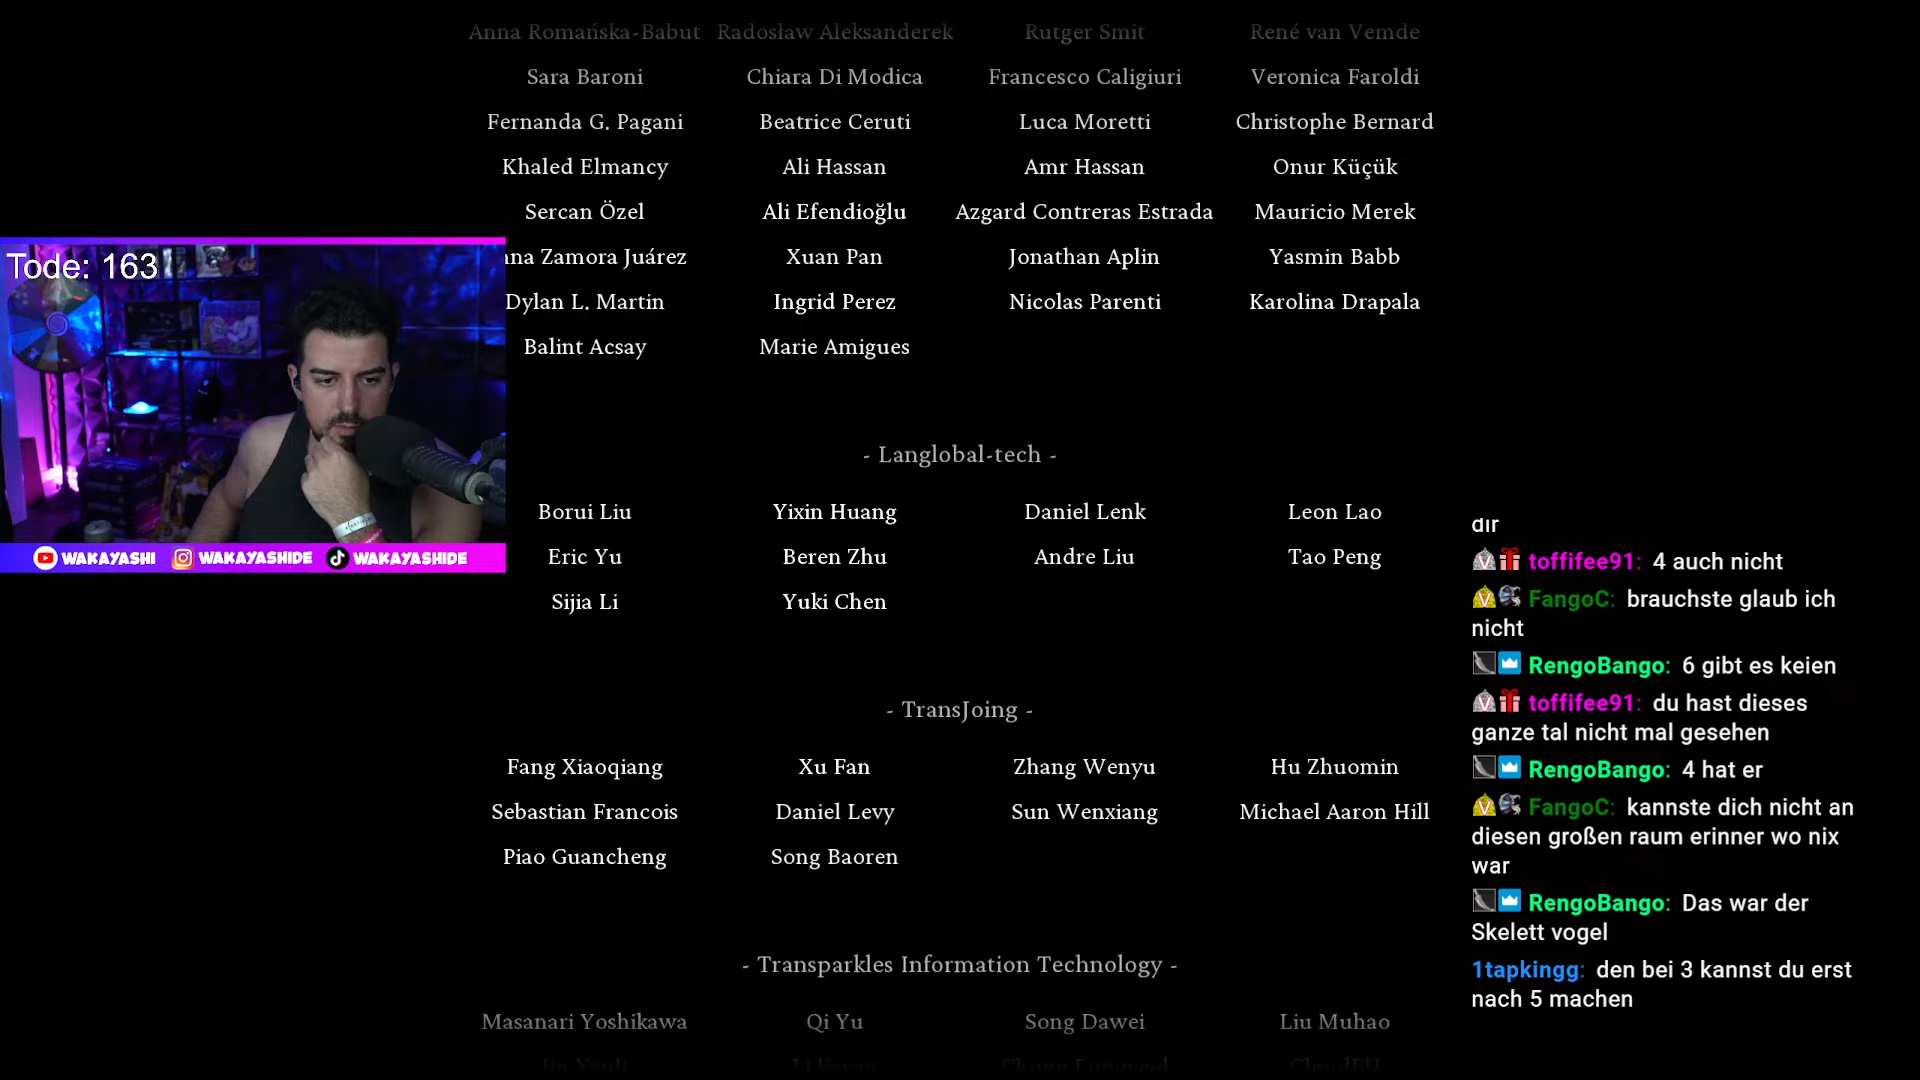 Anna Romańska-Babut Radosław Aleksanderek Rutger Smit René van Vemde
Sara Baroni Chiara Di Modica Francesco Caligiuri Veronica Faroldi
Fernanda G. Pagani Beatrice Ceruti Luca Moretti Christophe Bernard
Khaled Elmancy Ali Hassan Amr Hassan Onur Küçük
Sercan Özel Ali Efendioğlu Azgard Contreras Estrada Mauricio Merek
Zamora Juárez Xuan Pan Jonathan Aplin Yasmin Babb
Dylan L. Martin Ingrid Perez Nicolas Parenti Karolina Drapala
Balint Acsay Marie Amigues
- Langlobal-tech -
Borui Liu Yixin Huang Daniel Lenk Leon Lao
Eric Yu Beren Zhu Andre Liu Tao Peng
Sijia Li Yuki Chen
- TransJoing -
Fang Xiaoqiang Xu Fan Zhang Wenyu Hu Zhuomin
Sebastian Francois Daniel Levy Sun Wenxiang Michael Aaron Hill
Piao Guancheng Song Baoren
- Transparkles Information Technology -
Masanari Yoshikawa Qi Yu Song Dawei Liu Muhao
Tode: 163
WAKAYASHI WAKAYASHIDE WAKAYASHIDE
dir
toffifee91: 4 auch nicht
FangoC: brauchste glaub ich
nicht
RengoBango: 6 gibt es keien
toffifee91: du hast dieses
ganze tal nicht mal gesehen
RengoBango: 4 hat er
FangoC: kannste dich nicht an
diesen großen raum erinner wo nix
war
RengoBango: Das war der
Skelett vogel
1tapkingg: den bei 3 kannst du erst
nach 5 machen